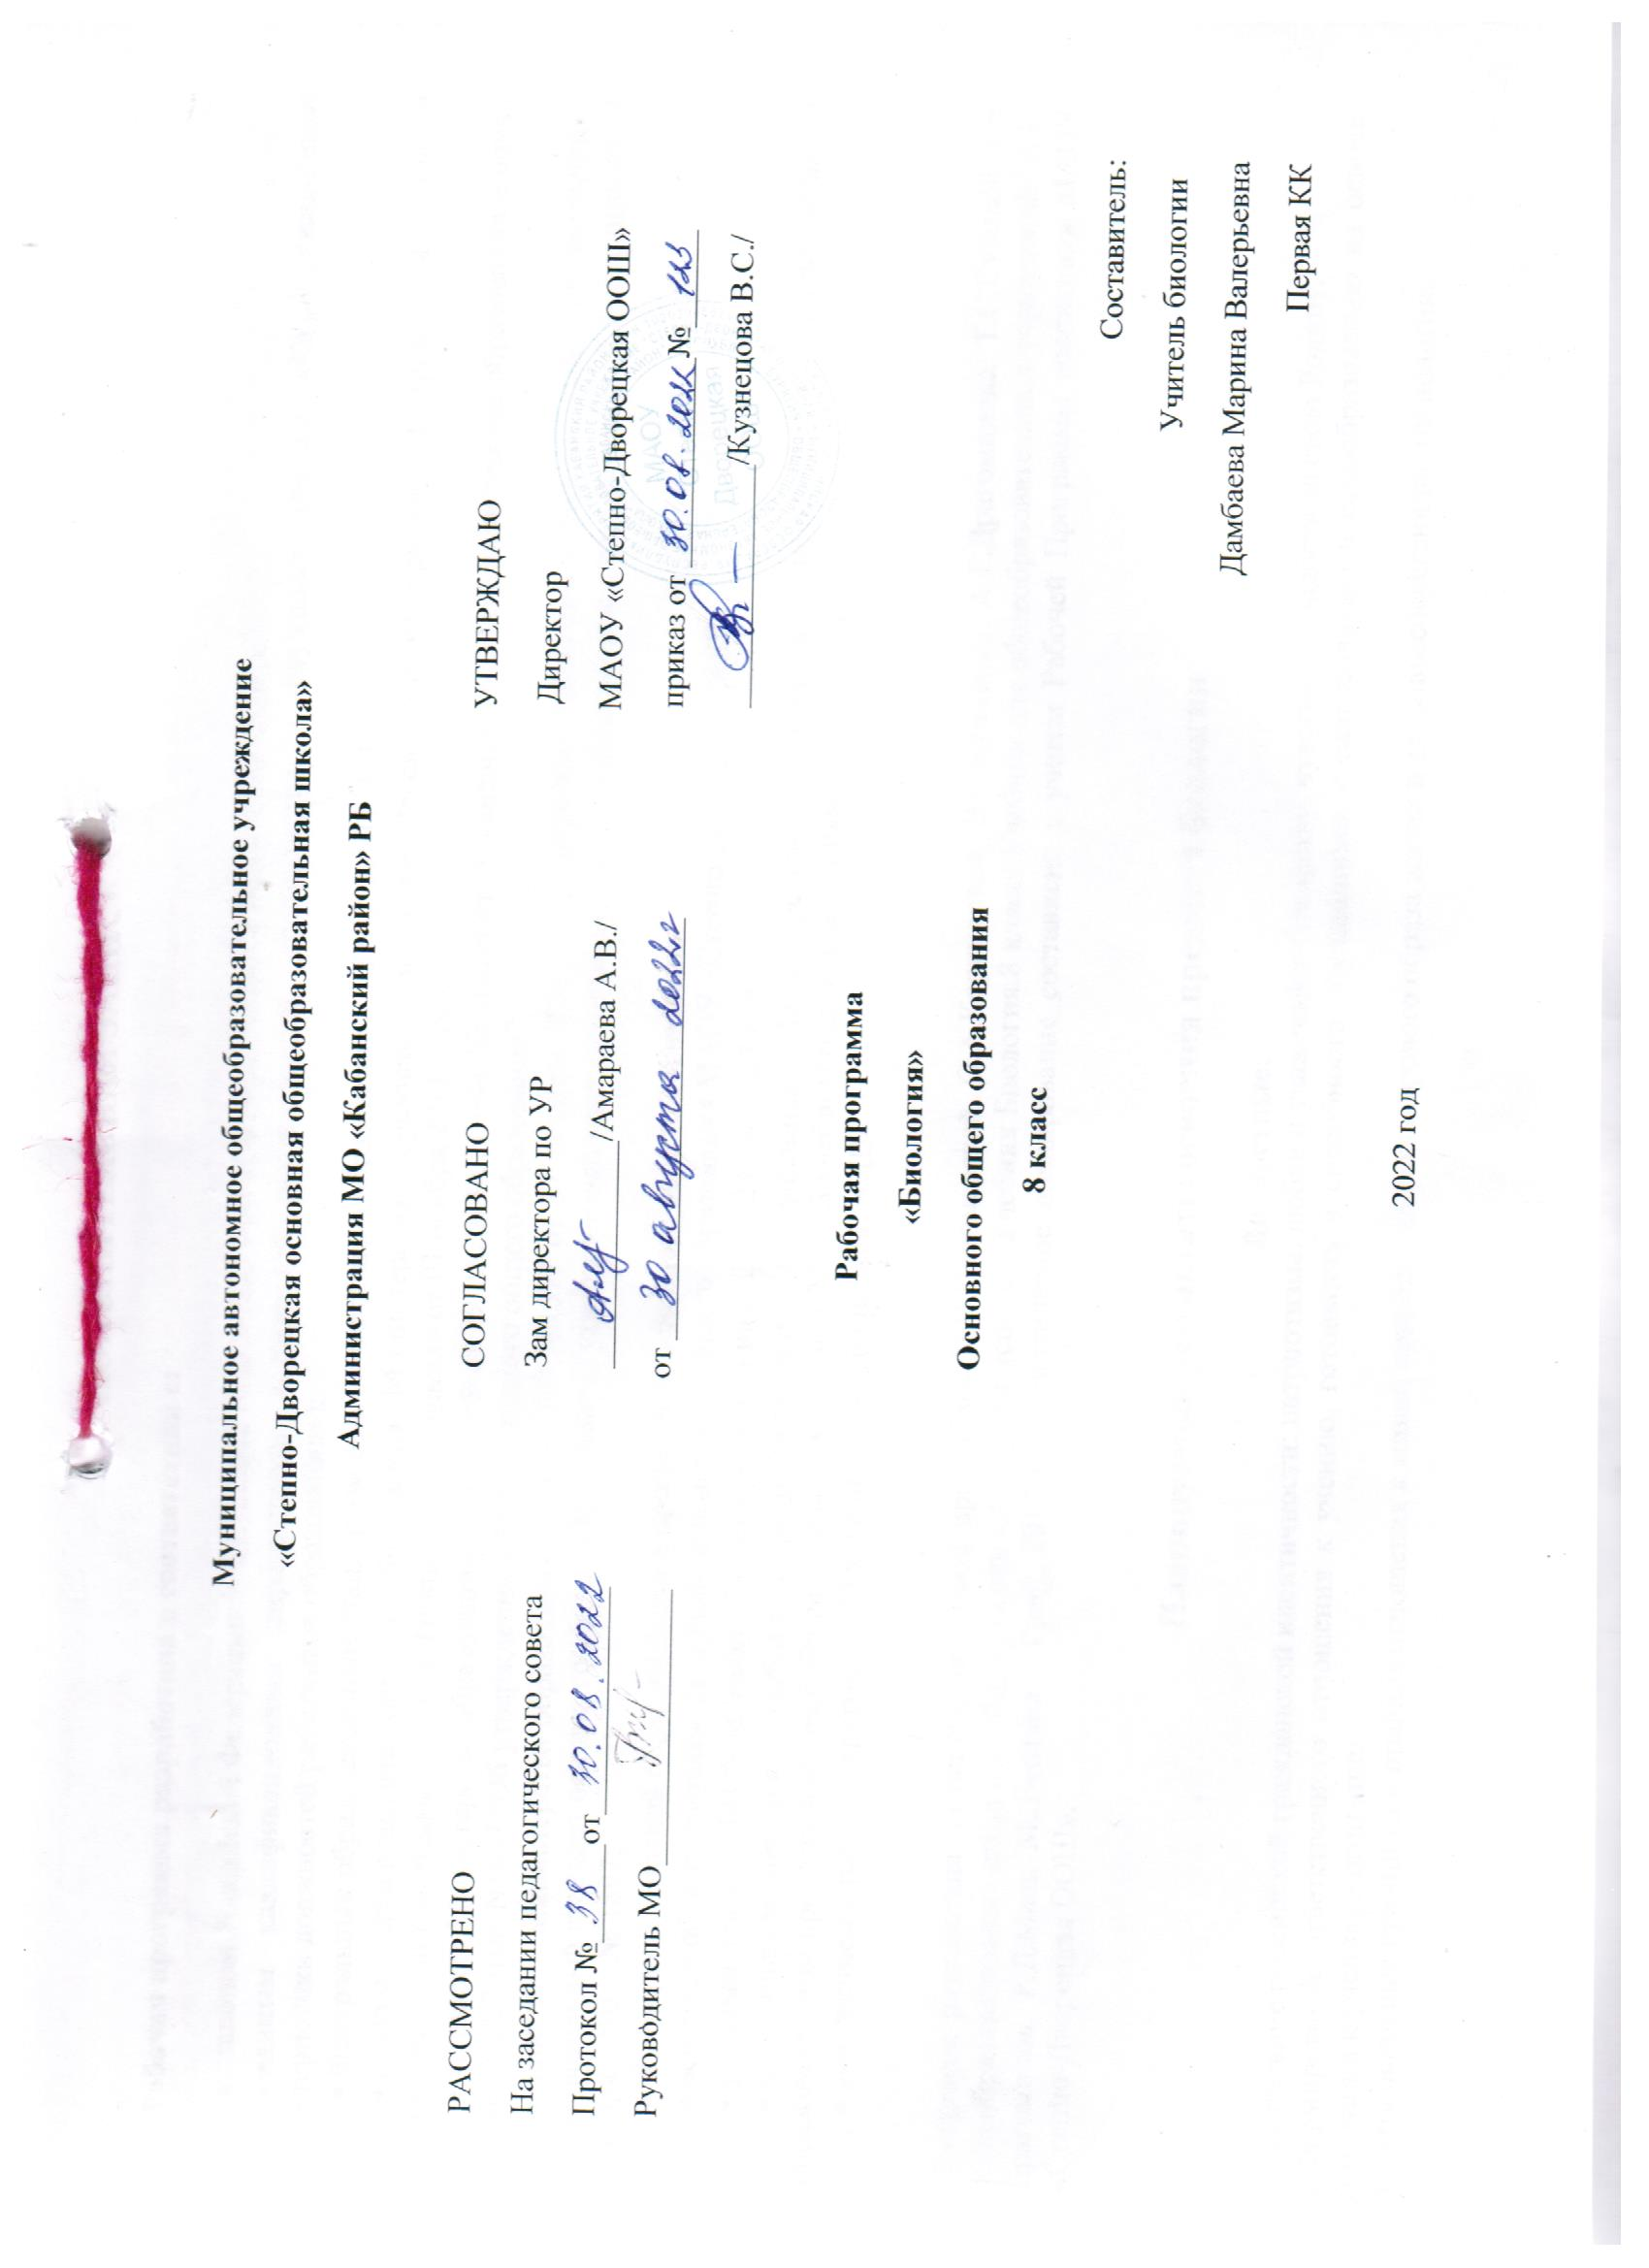 Муниципальное автономное общеобразовательное учреждение
«Степно-Дворецкая основная общеобразовательная школа»
Администрация МО «Кабанский район» РБ
РАССМОТРЕНО
На заседании педагогического совета
Протокол № 38 от 30.08.2022
Руководитель МО
СОГЛАСОВАНО
Зам директора по УР
/Амараева А.В./
от 30 августа 2022г
УТВЕРЖДАЮ
Директор
МАОУ «Степно-Дворецкая ООШ»
приказ от 30.08.2022 № 123
/Кузнецова В.С./
МАОУ
Дворецкая
Рабочая программа
«Биология»
Основного общего образования
8 класс
Составитель:
Учитель биологии
Дамбаева Марина Валерьевна
Первая КК
2022 год